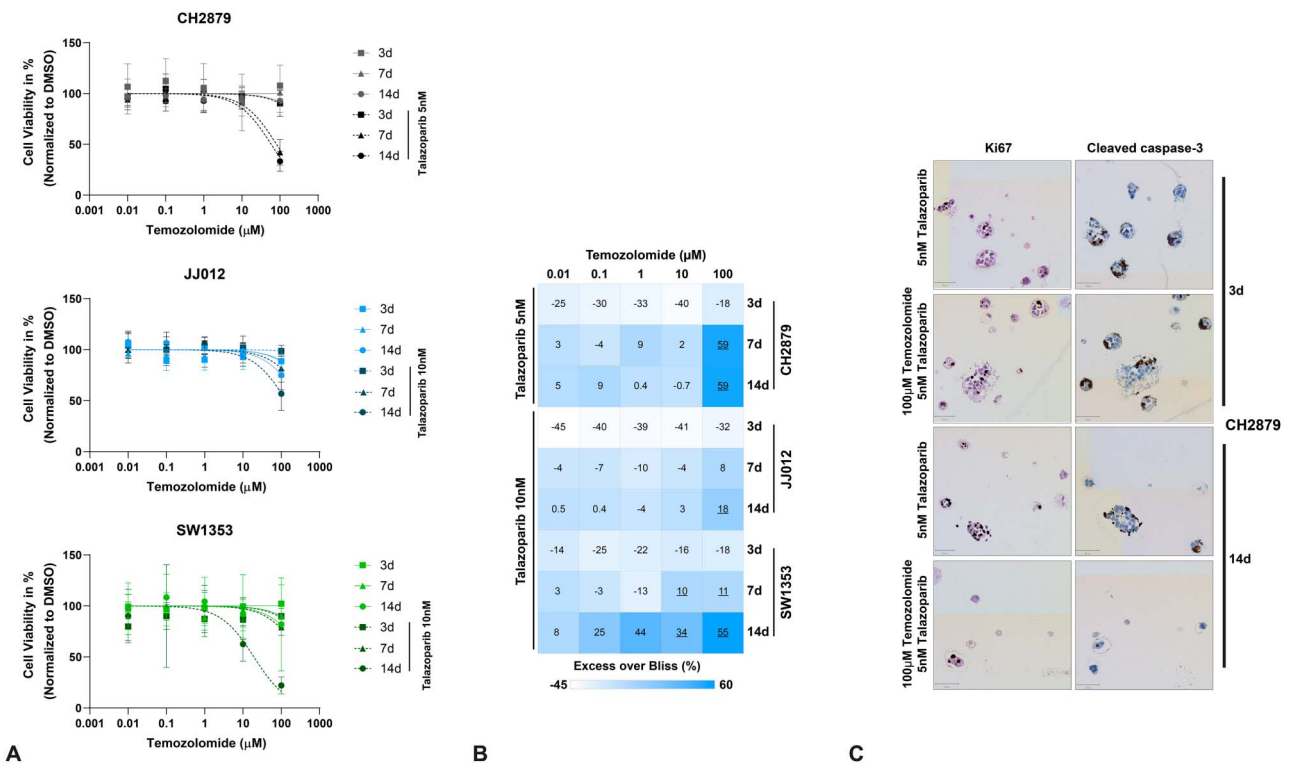 CH2879
150
100
50
0
Cell Viability in %
(Normalized to DMSO)
0.001 0.01 0.1 1 10 100 1000
Temozolomide (μM)
3d
7d
14d
3d
7d
14d
Talazoparib 5nM
JJ012
150
100
50
0
Cell Viability in %
(Normalized to DMSO)
0.001 0.01 0.1 1 10 100 1000
Temozolomide (μM)
3d
7d
14d
3d
7d
14d
Talazoparib 10nM
SW1353
150
100
50
0
Cell Viability in %
(Normalized to DMSO)
0.001 0.01 0.1 1 10 100 1000
Temozolomide (μM)
3d
7d
14d
3d
7d
14d
Talazoparib 10nM
A
Temozolomide (μM)
0.01 0.1 1 10 100
Talazoparib 5nM
-25 -30 -33 -40 -18 3d
3 -4 9 2 59 7d
5 9 0.4 -0.7 59 14d
CH2879
Talazoparib 10nM
-45 -40 -39 -41 -32 3d
-4 -7 -10 -4 8 7d
0.5 0.4 -4 3 18 14d
JJ012
-14 -25 -22 -16 -18 3d
3 -3 -13 10 11 7d
8 25 44 34 55 14d
SW1353
Excess over Bliss (%)
-45 60
B
Ki67 Cleaved caspase-3
5nM Talazoparib
100μM Temozolomide
5nM Talazoparib
3d
5nM Talazoparib
100μM Temozolomide
5nM Talazoparib
14d
CH2879
C